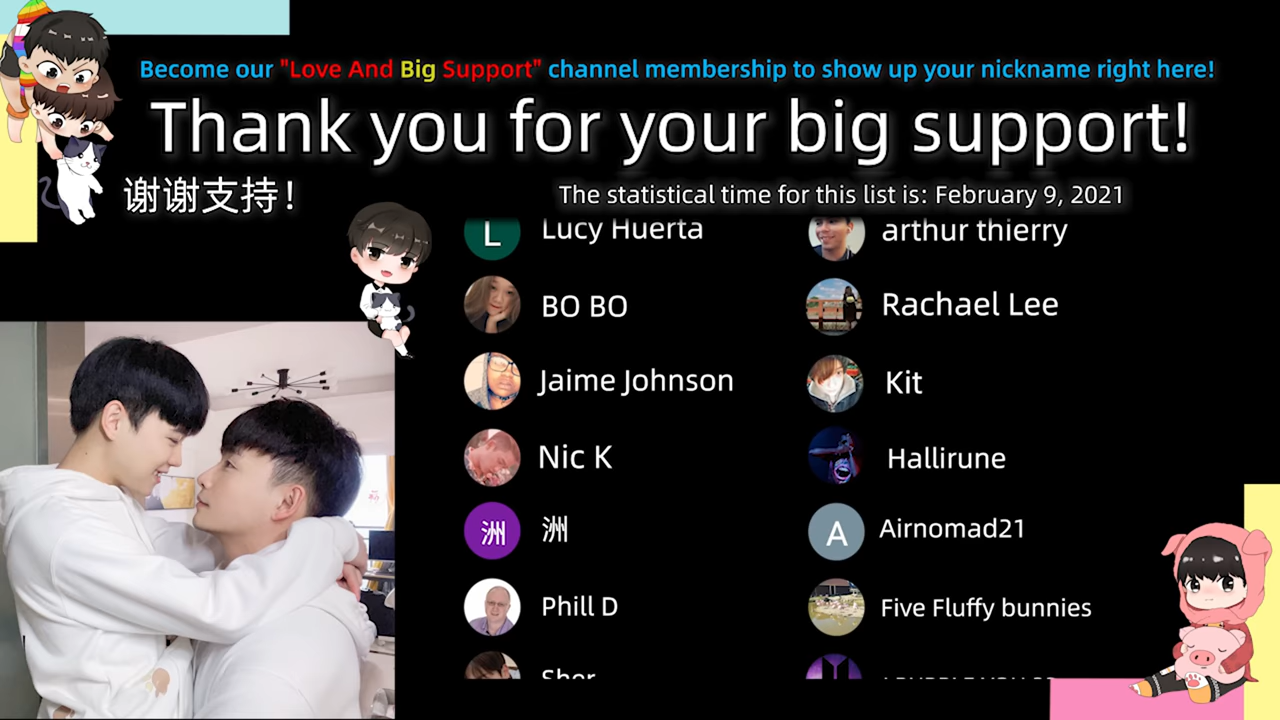 Become our "Love And Big Support" channel membership to show up your nickname right here!
Thank you for your big support!
谢谢支持!
The statistical time for this list is: February 9, 2021
L Lucy Huerta
arthur thierry
BO BO
Rachael Lee
Jaime Johnson
Kit
Nic K
Hallirune
洲 洲
A Airnomad21
Phill D
Five Fluffy bunnies
Sher